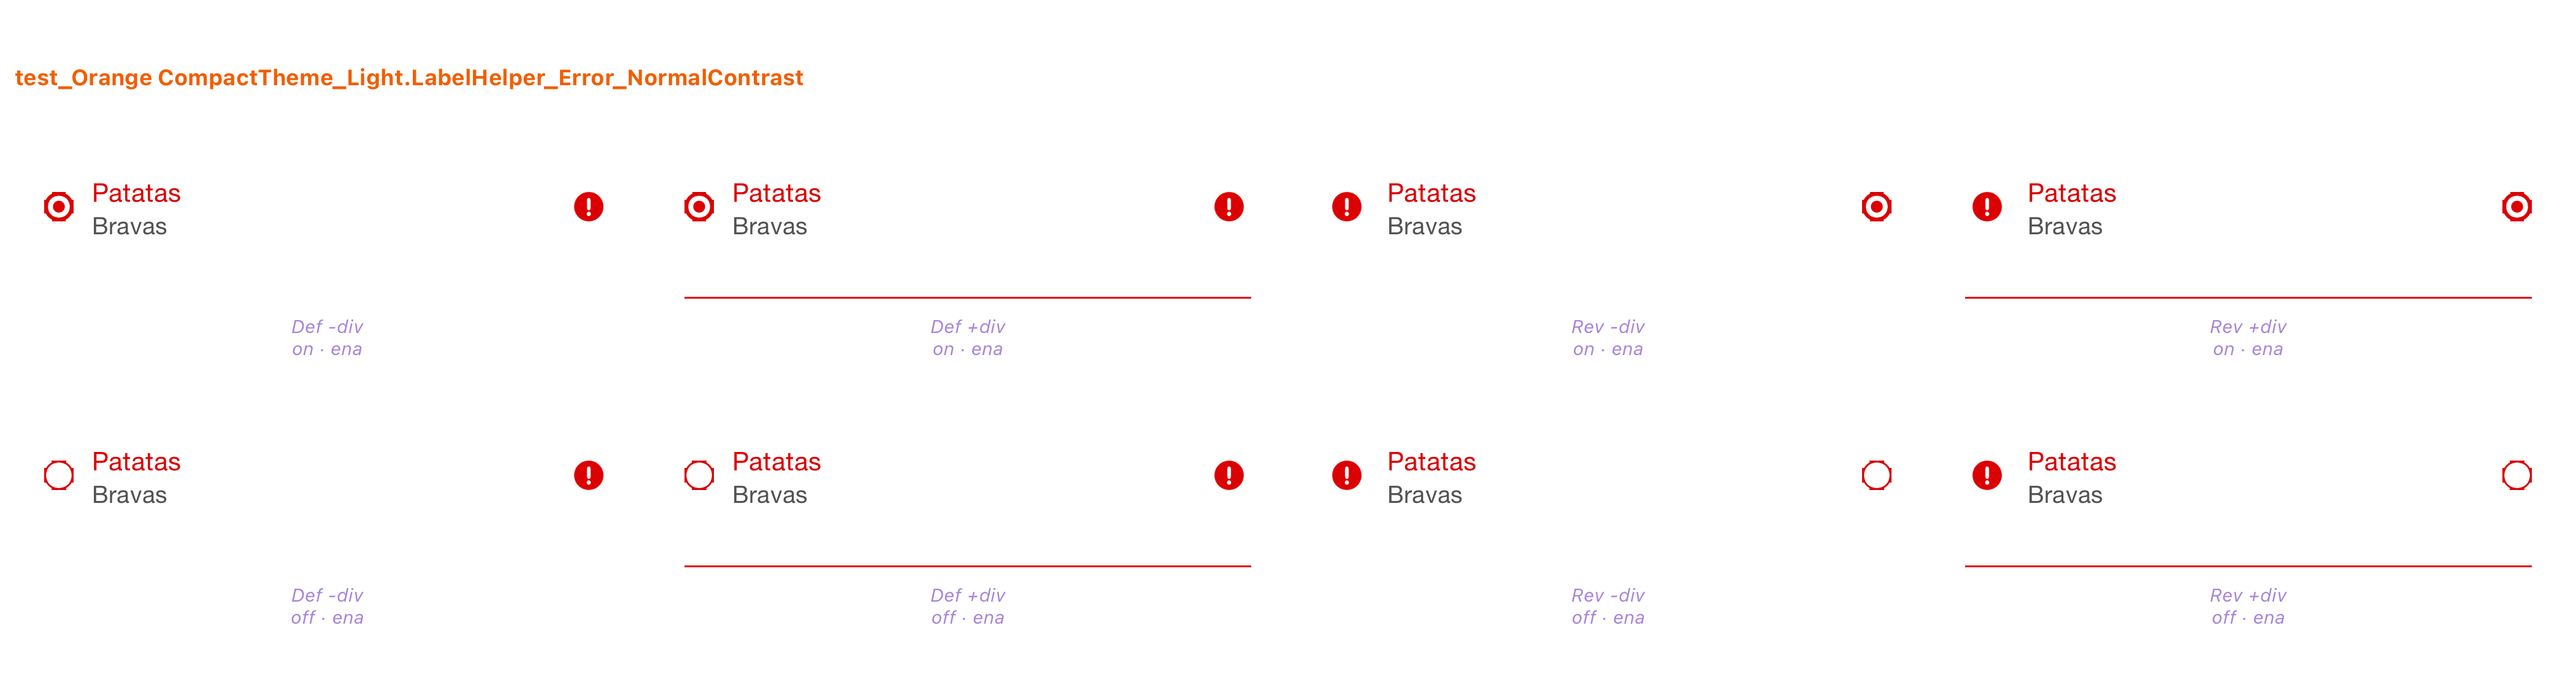 test_Orange CompactTheme_Light.LabelHelper_Error_NormalContrast
Patatas
Bravas
Def -div
on · ena
Patatas
Bravas
Def +div
on · ena
Patatas
Bravas
Rev -div
on · ena
Patatas
Bravas
Rev +div
on · ena
Patatas
Bravas
Def -div
off · ena
Patatas
Bravas
Def +div
off · ena
Patatas
Bravas
Rev -div
off · ena
Patatas
Bravas
Rev +div
off · ena